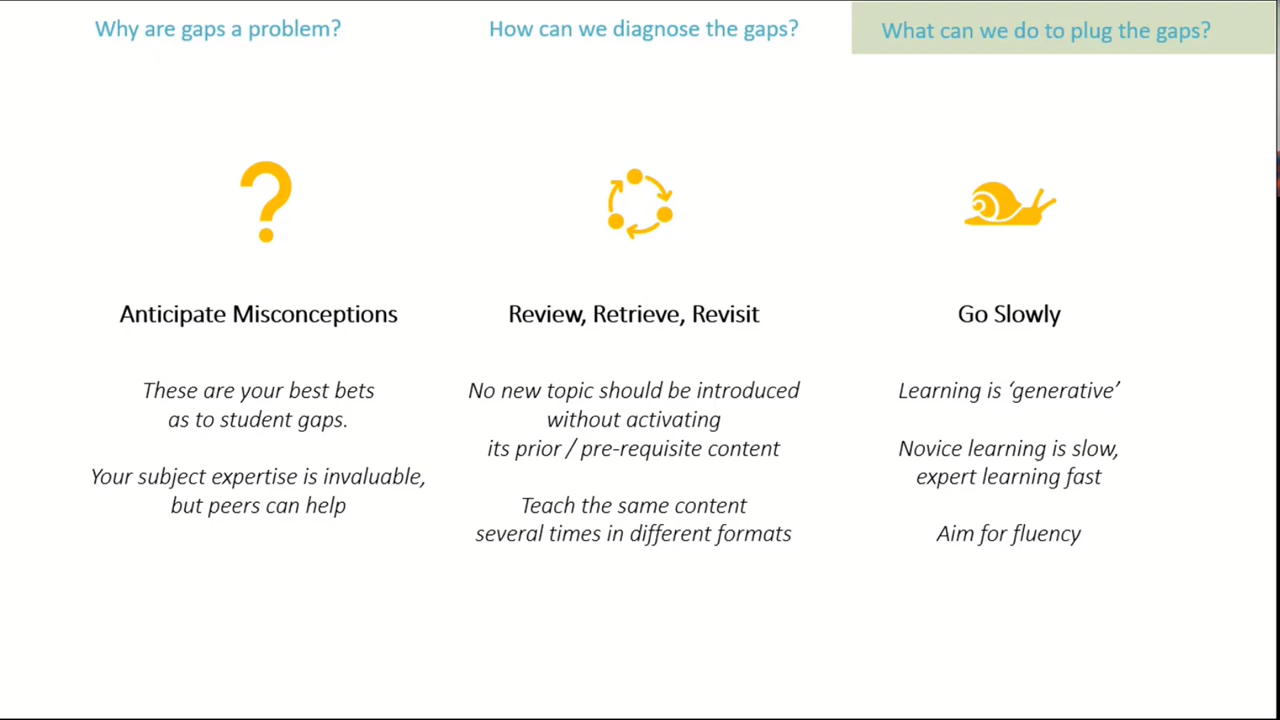 Why are gaps a problem?
How can we diagnose the gaps?
What can we do to plug the gaps?
Anticipate Misconceptions
These are your best bets
as to student gaps.
Your subject expertise is invaluable,
but peers can help
Review, Retrieve, Revisit
No new topic should be introduced
without activating
its prior / pre-requisite content
Teach the same content
several times in different formats
Go Slowly
Learning is ‘generative’
Novice learning is slow,
expert learning fast
Aim for fluency